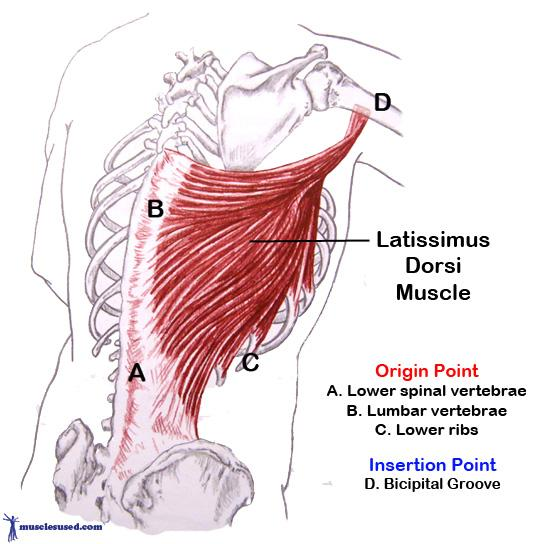 D
B
Latissimus
Dorsi
Muscle
C
A
Origin Point
A. Lower spinal vertebrae
B. Lumbar vertebrae
C. Lower ribs
Insertion Point
D. Bicipital Groove
musclesused.com